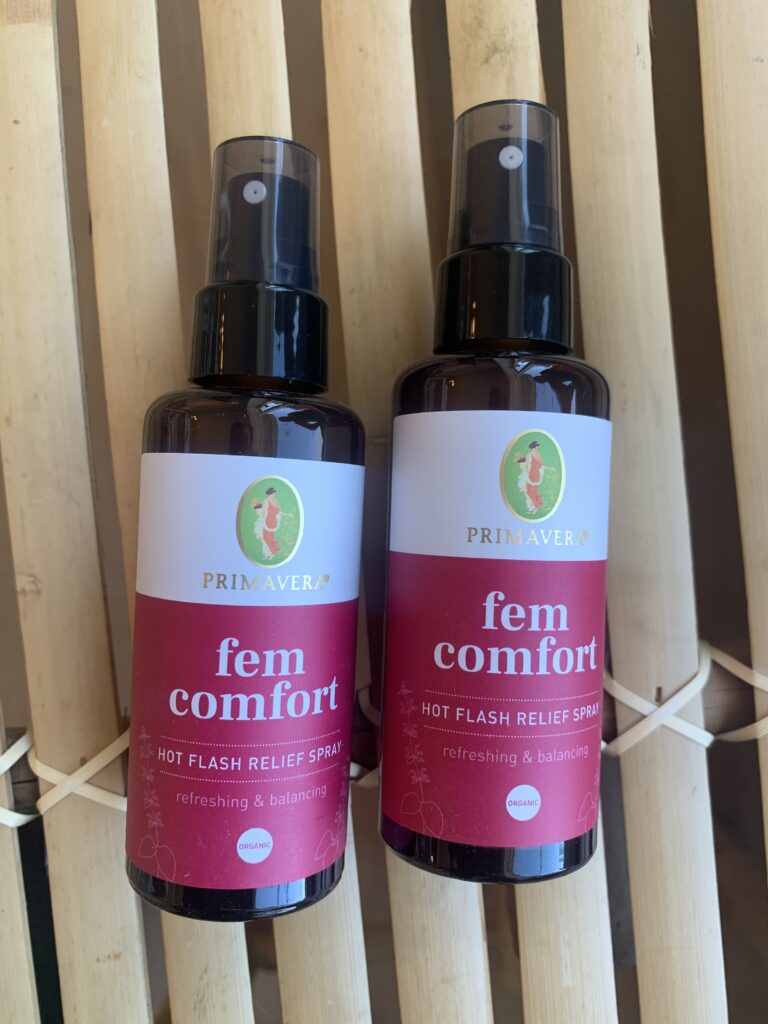 PRIMAVERA®
fem
comfort
HOT FLASH RELIEF SPRAY
refreshing & balancing
ORGANIC
PRIMAVERA®
fem
comfort
HOT FLASH RELIEF SPRAY
refreshing & balancing
ORGANIC